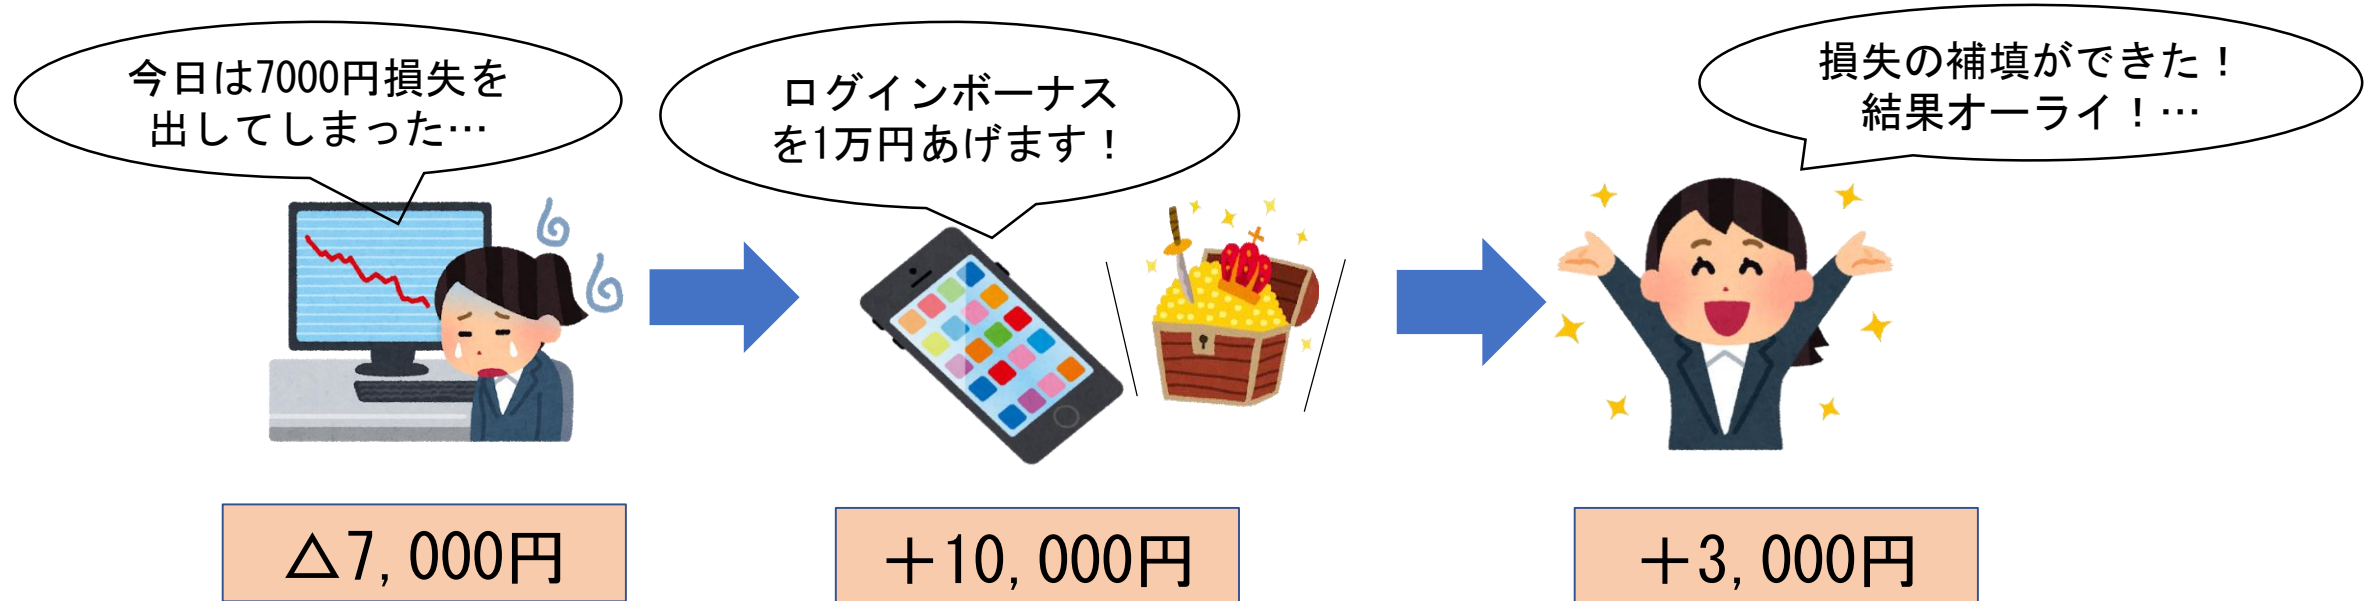 今日は7000円損失を
出してしまった…
ログインボーナス
を1万円あげます！
損失の補填ができた！
結果オーライ！…
△7,000円
＋10,000円
＋3,000円